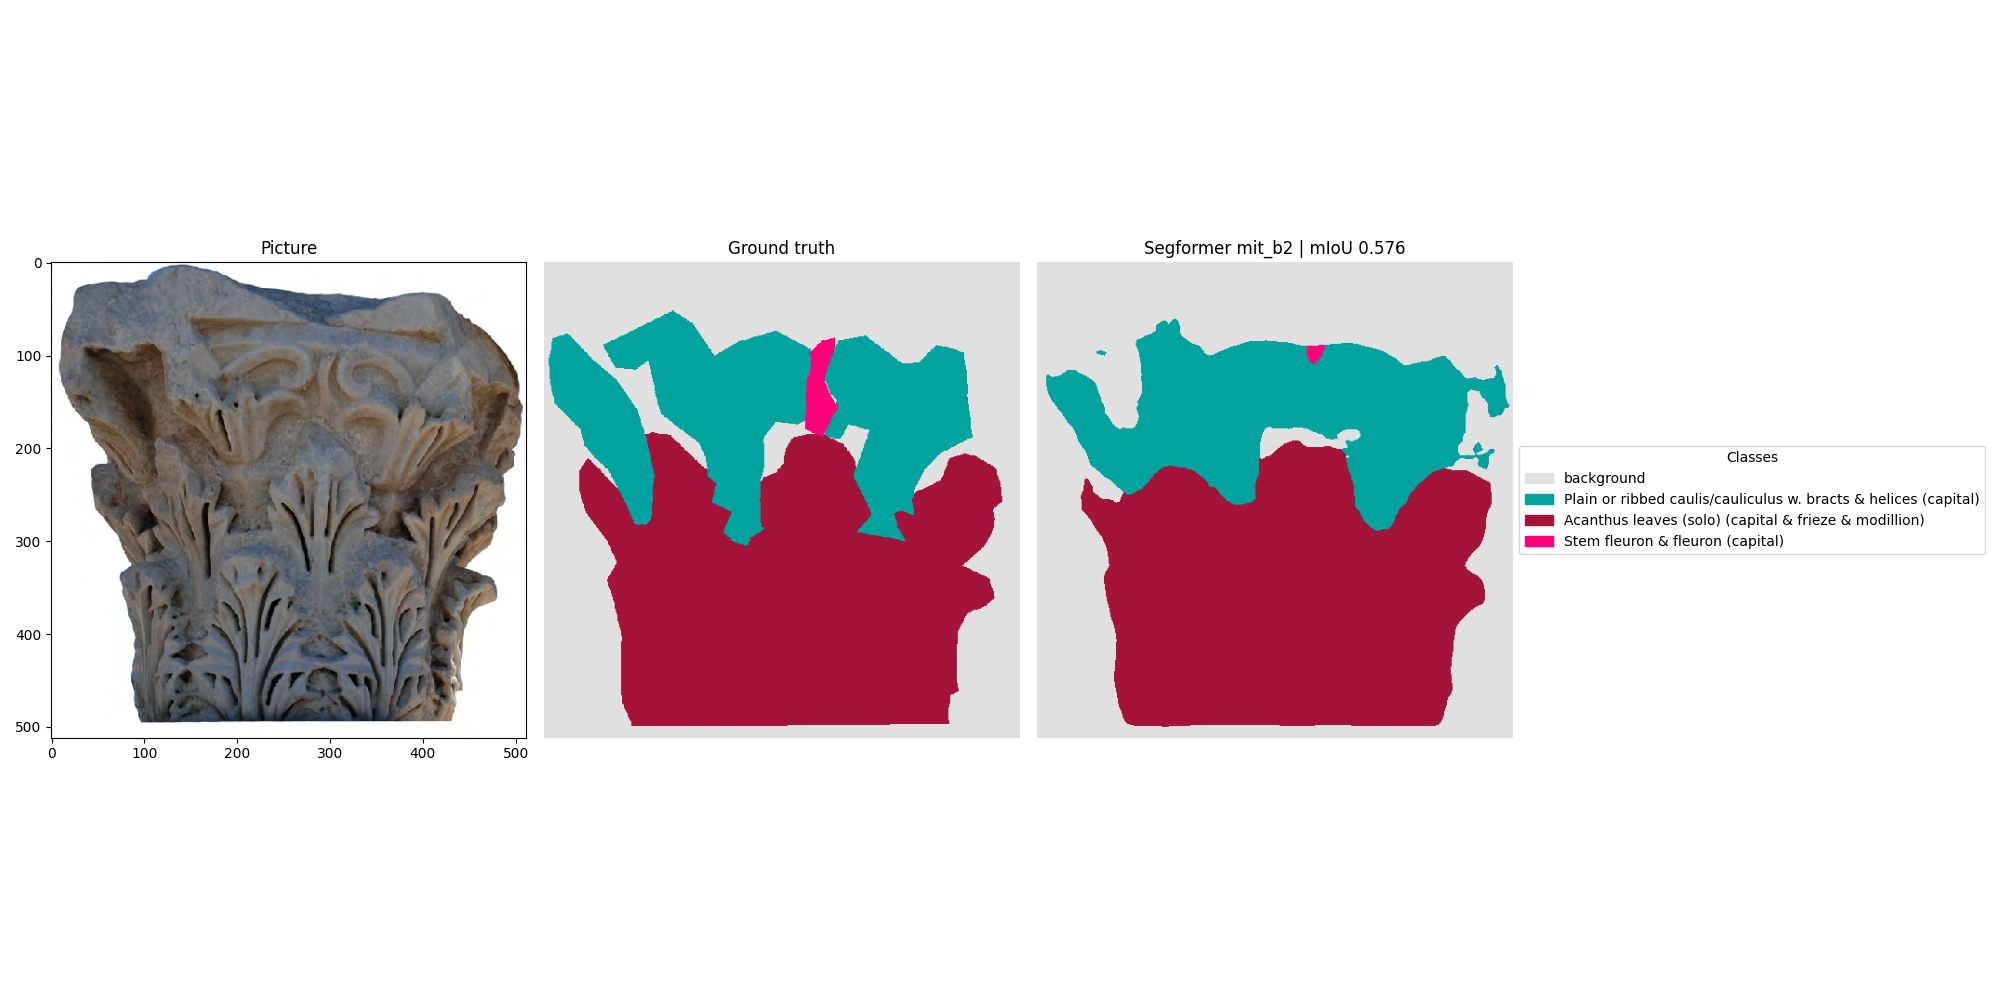 Picture
Ground truth
Segformer mit_b2 | mIoU 0.576
0
100
200
300
400
500
0 100 200 300 400 500
Classes
background
Plain or ribbed caulis/cauliculus w. bracts & helices (capital)
Acanthus leaves (solo) (capital & frieze & modillion)
Stem fleuron & fleuron (capital)